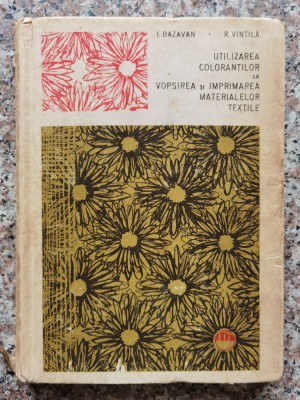 I. BAZAVAN R. VINTILĂ
UTILIZAREA
COLORANȚILOR
LA
VOPSIREA ȘI IMPRIMAREA
MATERIALELOR
TEXTILE